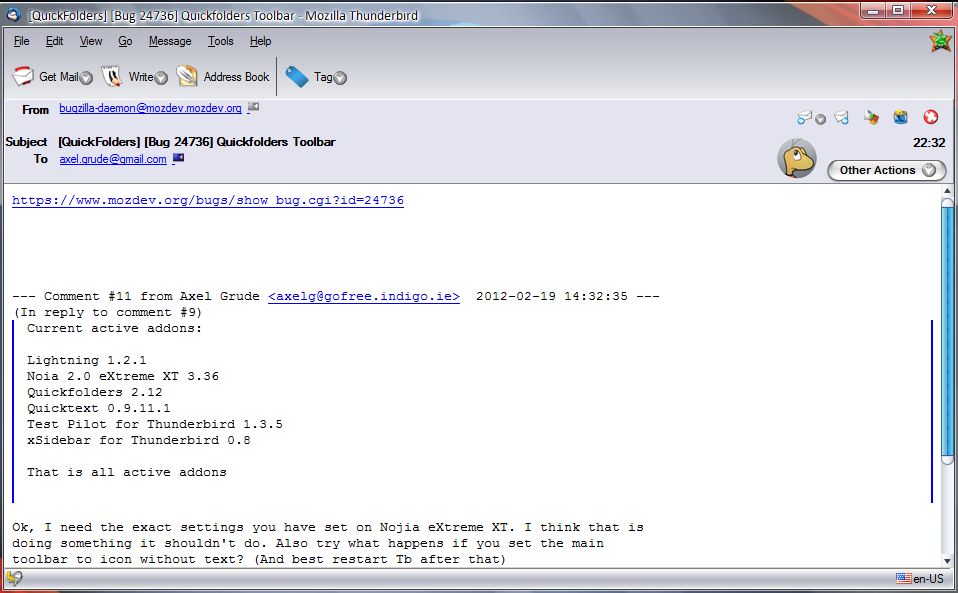 [QuickFolders] [Bug 24736] Quickfolders Toolbar - Mozilla Thunderbird
File Edit View Go Message Tools Help
Get Mail Write Address Book Tag
From bugzilla-daemon@mozdev.mozdev.org
Subject [QuickFolders] [Bug 24736] Quickfolders Toolbar 22:32
To axel.grude@gmail.com
Other Actions
https://www.mozdev.org/bugs/show_bug.cgi?id=24736
--- Comment #11 from Axel Grude <axelg@gofree.indigo.ie> 2012-02-19 14:32:35 ---
(In reply to comment #9)
Current active addons:
Lightning 1.2.1
Noia 2.0 eXtreme XT 3.36
Quickfolders 2.12
Quicktext 0.9.11.1
Test Pilot for Thunderbird 1.3.5
xSidebar for Thunderbird 0.8
That is all active addons
Ok, I need the exact settings you have set on Nojia eXtreme XT. I think that is
doing something it shouldn't do. Also try what happens if you set the main
toolbar to icon without text? (And best restart Tb after that)
en-US